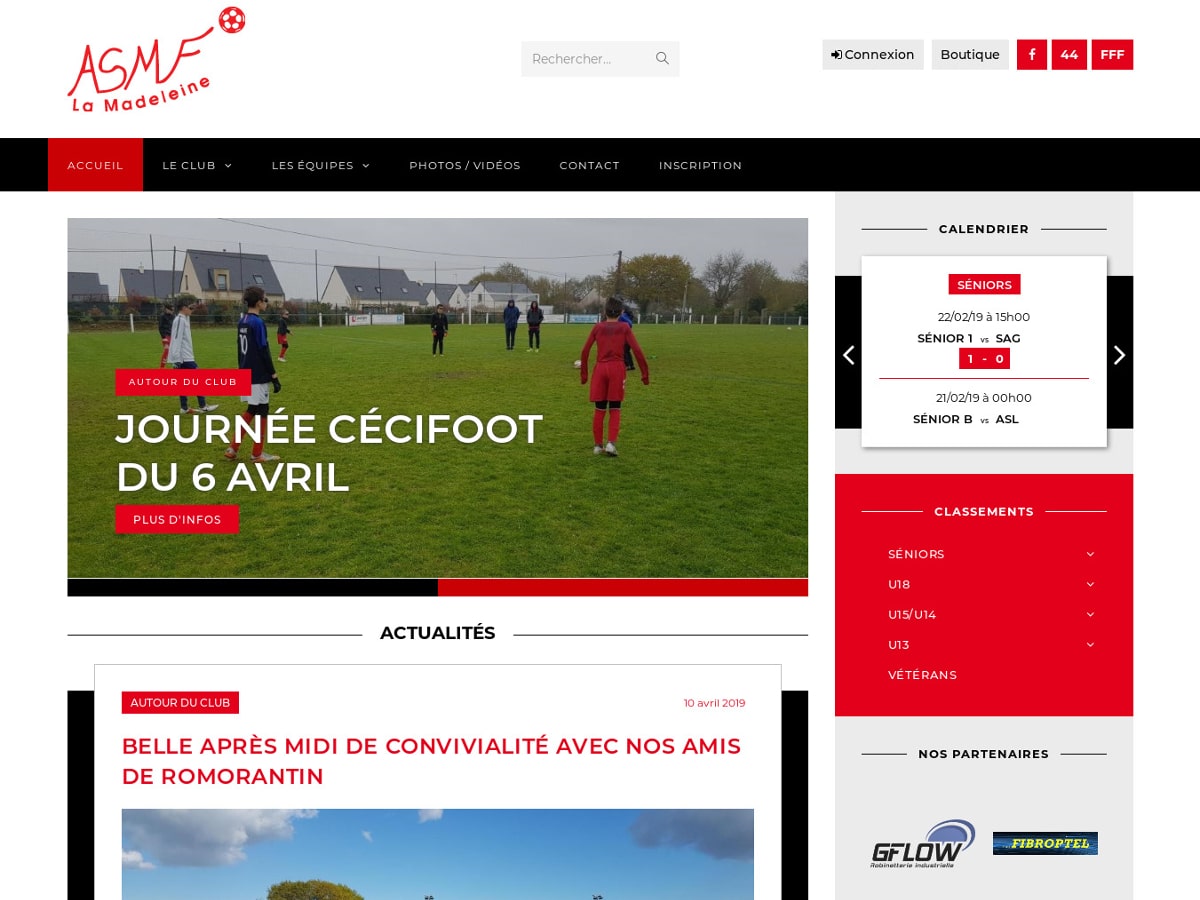 ASMF
La Madeleine
Rechercher...
Connexion
Boutique
44
FFF
ACCUEIL
LE CLUB
LES ÉQUIPES
PHOTOS / VIDÉOS
CONTACT
INSCRIPTION
10
AUTOUR DU CLUB
JOURNÉE CÉCIFOOT
DU 6 AVRIL
PLUS D'INFOS
ACTUALITÉS
AUTOUR DU CLUB
10 avril 2019
BELLE APRÈS MIDI DE CONVIVIALITÉ AVEC NOS AMIS
DE ROMORANTIN
CALENDRIER
SÉNIORS
22/02/19 à 15h00
SÉNIOR 1 vs SAG
1 - 0
21/02/19 à 00h00
SÉNIOR B vs ASL
CLASSEMENTS
SÉNIORS
U18
U15/U14
U13
VÉTÉRANS
NOS PARTENAIRES
GFLOW
Robinetterie industrielle
...FIBROPTEL